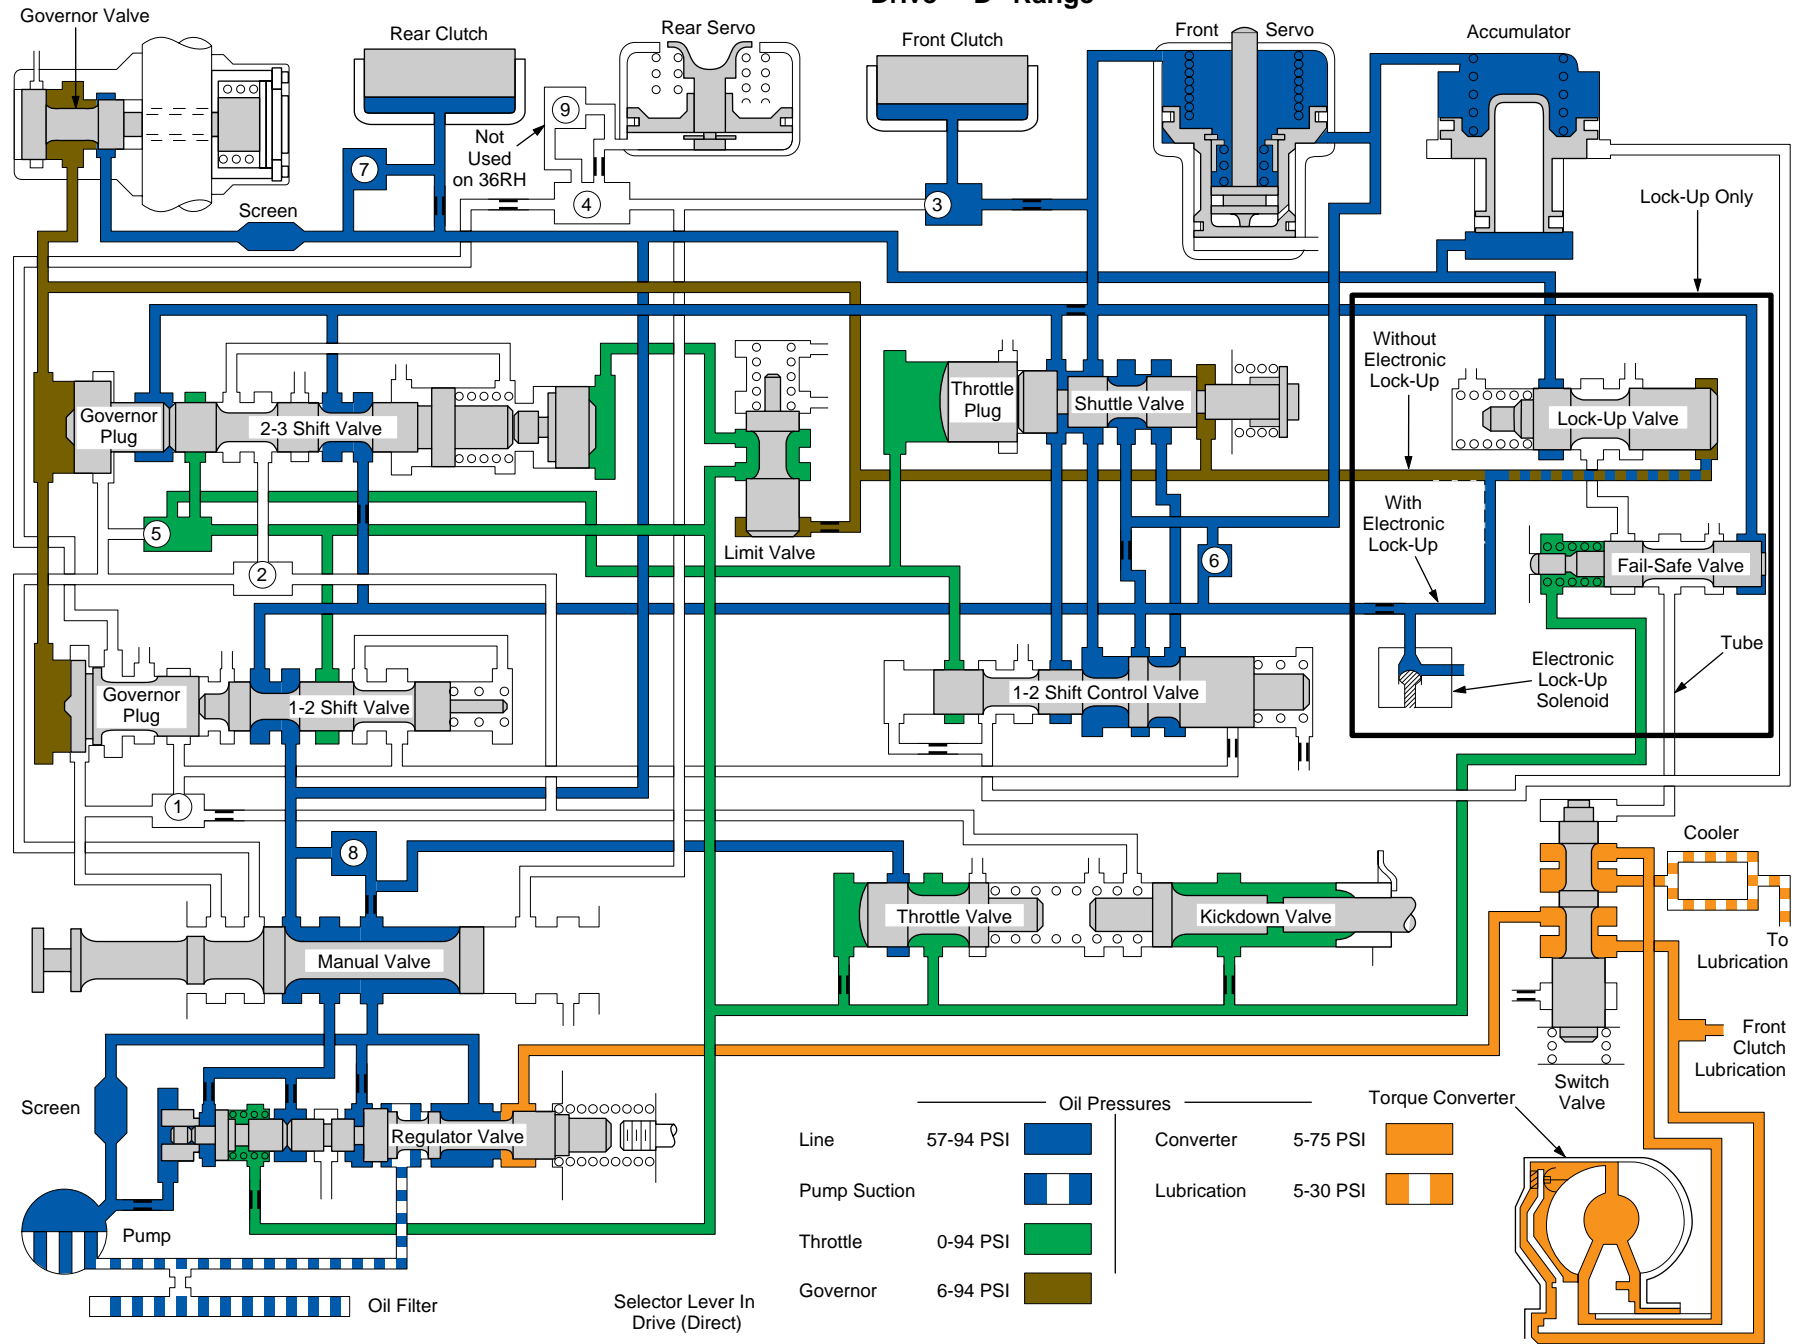 Drive "D" Range
Governor Valve
Rear Clutch
Rear Servo
Front Clutch
Front Servo
Accumulator
9
Not
Used
on 36RH
7
4
3
Screen
Lock-Up Only
Without
Electronic
Lock-Up
Governor
Plug
2-3 Shift Valve
Throttle
Plug
Shuttle Valve
Lock-Up Valve
With
Electronic
Lock-Up
5
Limit Valve
2
6
Fail-Safe Valve
Tube
Electronic
Lock-Up
Solenoid
Governor
Plug
1-2 Shift Valve
1-2 Shift Control Valve
1
8
Cooler
Throttle Valve
Kickdown Valve
To
Lubrication
Manual Valve
Front
Clutch
Lubrication
Switch
Valve
Screen
Regulator Valve
Oil Pressures
Torque Converter
Line 57-94 PSI
Converter 5-75 PSI
Pump Suction
Lubrication 5-30 PSI
Pump
Throttle 0-94 PSI
Governor 6-94 PSI
Oil Filter
Selector Lever In
Drive (Direct)